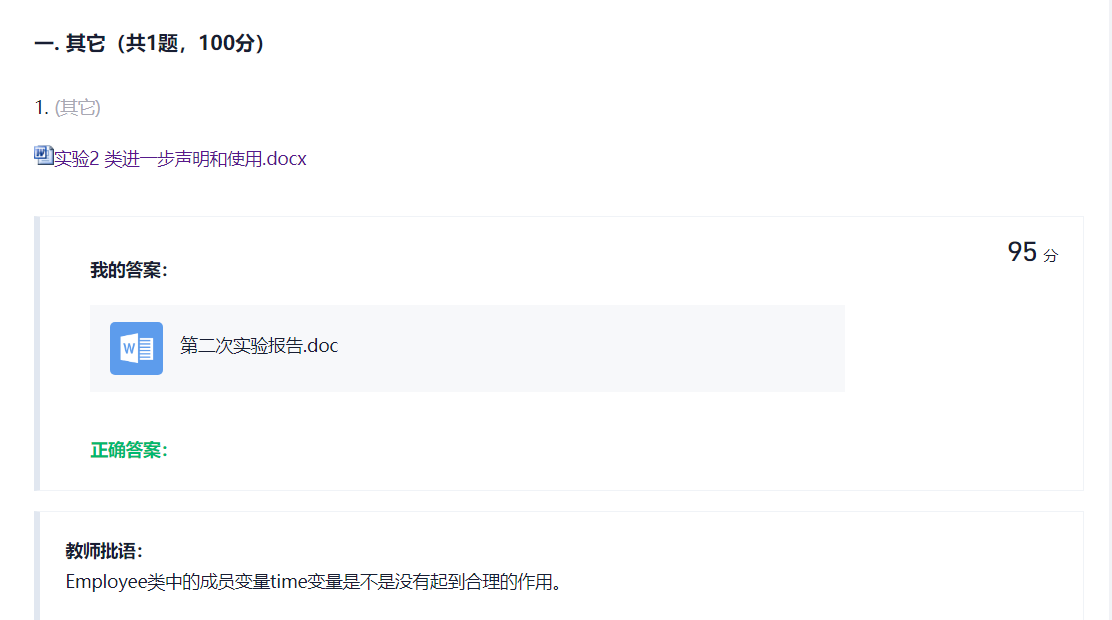 一. 其它（共1题，100分）
1. (其它)
实验2 类进一步声明和使用.docx
95 分
我的答案：
第二次实验报告.doc
正确答案：
教师批语：
Employee类中的成员变量time变量是不是没有起到合理的作用。